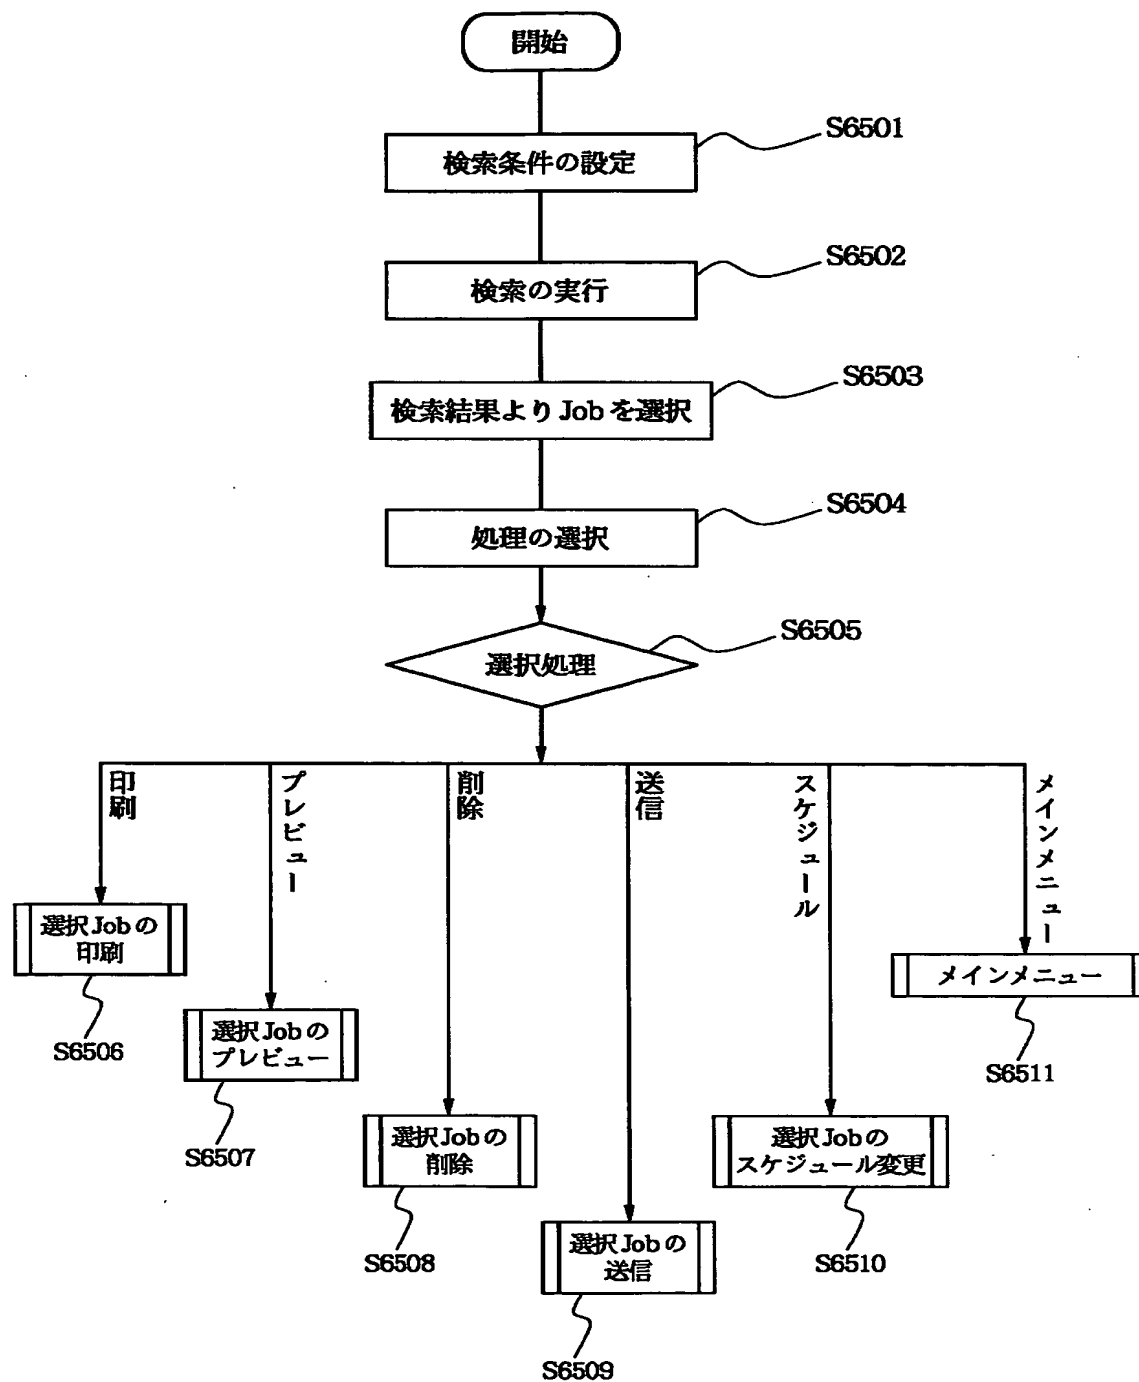 開始
S6501
検索条件の設定
S6502
検索の実行
S6503
検索結果よりJobを選択
S6504
処理の選択
S6505
選択処理
印刷
プレビュー
削除
送信
スケジュール
メインメニュー
選択Jobの
印刷
S6506
選択Jobの
プレビュー
S6507
選択Jobの
削除
S6508
選択Jobの
送信
S6509
選択Jobの
スケジュール変更
S6510
メインメニュー
S6511